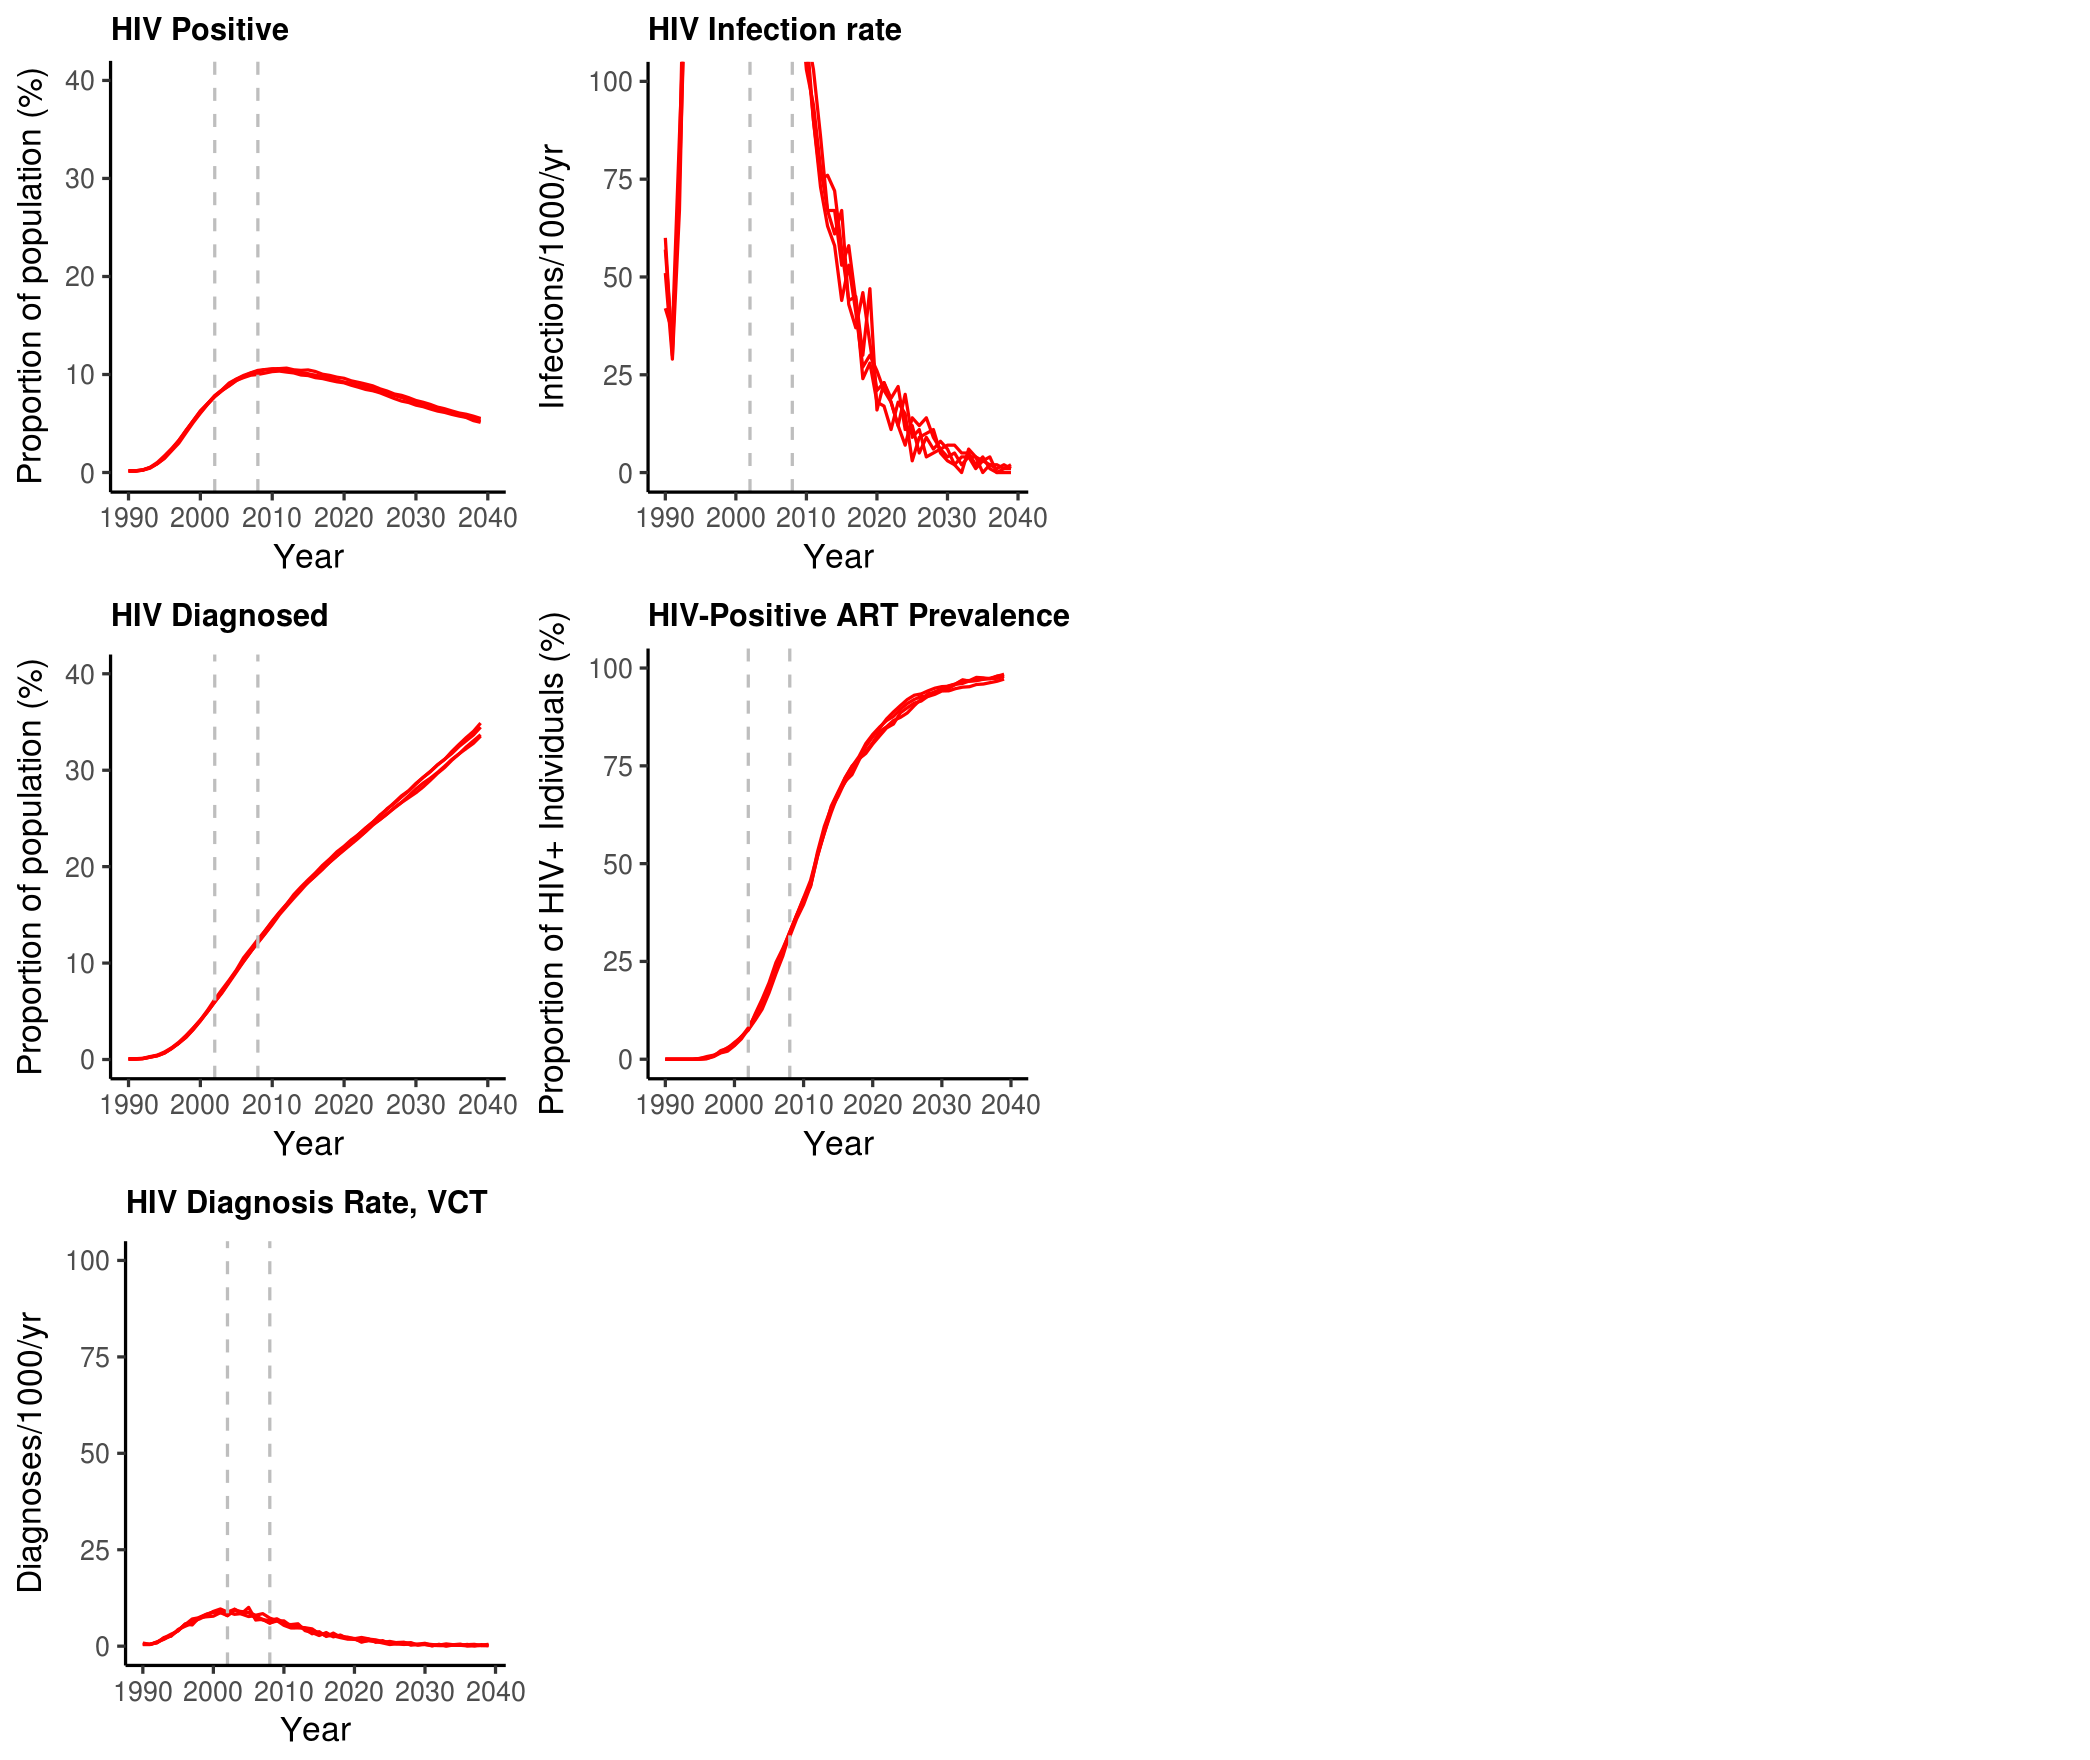 HIV Positive
Proportion of population (%)
40
30
20
10
0
1990 2000 2010 2020 2030 2040
Year
HIV Infection rate
Infections/1000/yr
100
75
50
25
0
1990 2000 2010 2020 2030 2040
Year
HIV Diagnosed
Proportion of population (%)
40
30
20
10
0
1990 2000 2010 2020 2030 2040
Year
HIV-Positive ART Prevalence
Proportion of HIV+ Individuals (%)
100
75
50
25
0
1990 2000 2010 2020 2030 2040
Year
HIV Diagnosis Rate, VCT
Diagnoses/1000/yr
100
75
50
25
0
1990 2000 2010 2020 2030 2040
Year